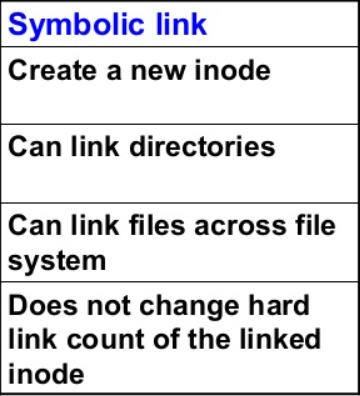 Symbolic link
Create a new inode
Can link directories
Can link files across file
system
Does not change hard
link count of the linked
inode